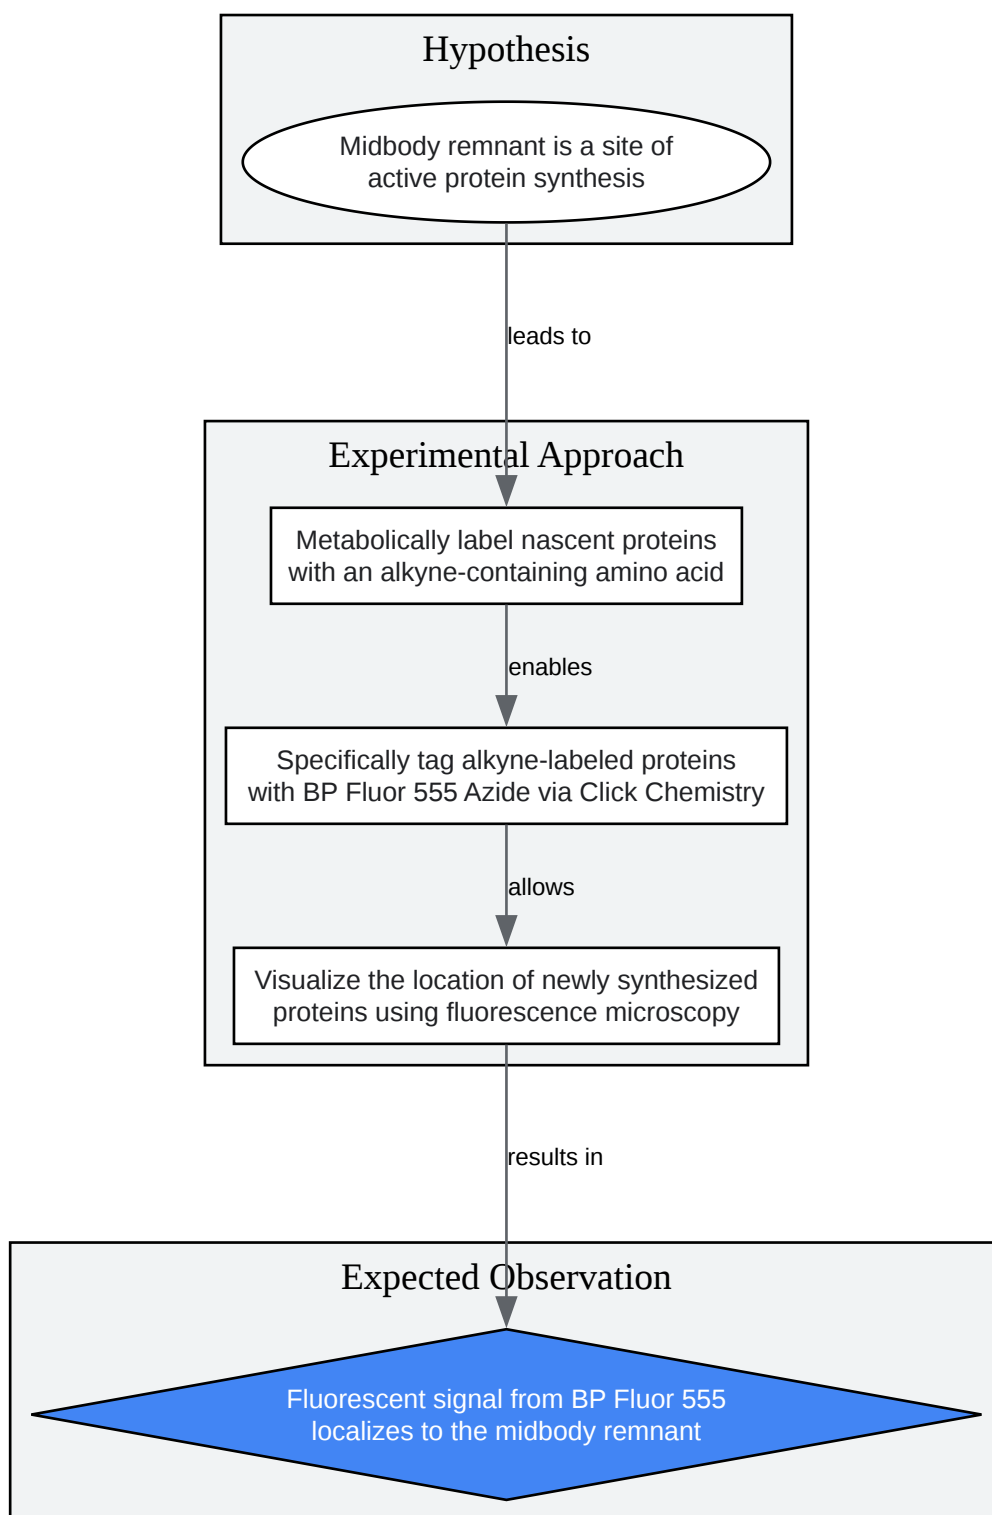 Hypothesis
Midbody remnant is a site of
active protein synthesis
leads to
Experimental Approach
Metabolically label nascent proteins
with an alkyne-containing amino acid
enables
Specifically tag alkyne-labeled proteins
with BP Fluor 555 Azide via Click Chemistry
allows
Visualize the location of newly synthesized
proteins using fluorescence microscopy
results in
Expected Observation
Fluorescent signal from BP Fluor 555
localizes to the midbody remnant